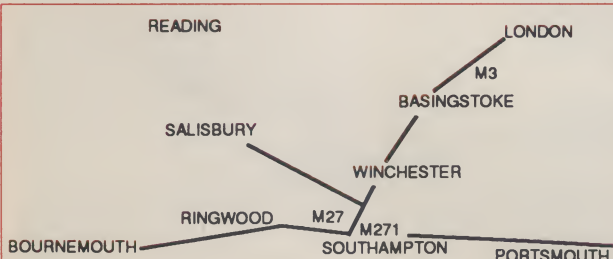 READING
LONDON
M3
BASINGSTOKE
SALISBURY
WINCHESTER
RINGWOOD
M27
M271
BOURNEMOUTH
SOUTHAMPTON
PORTSMOUTH